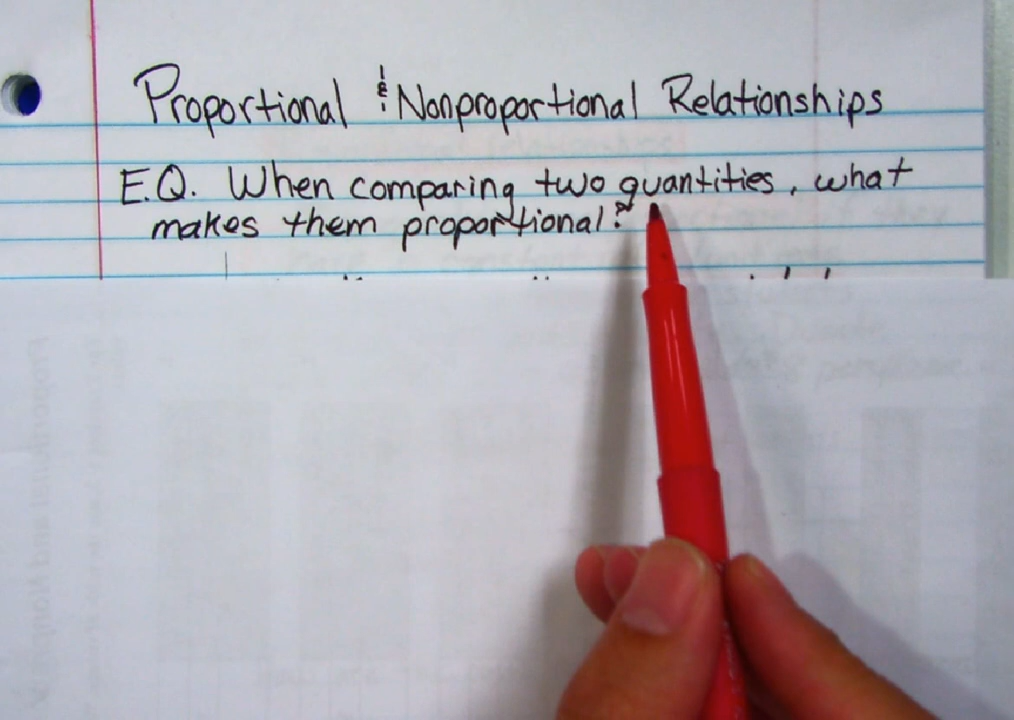 Proportional & Nonproportional Relationships
E.Q. When comparing two quantities, what
makes them proportional?